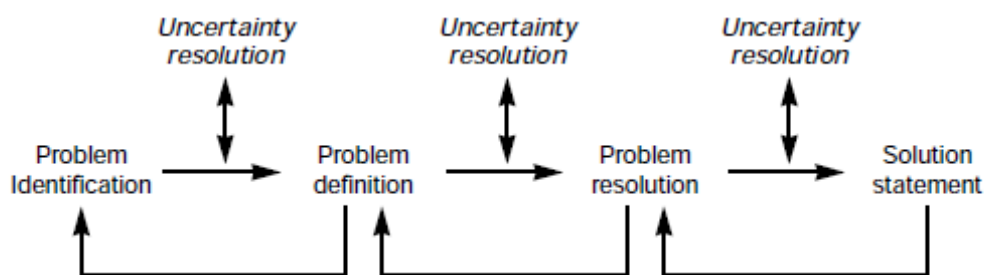 Uncertainty
resolution
Uncertainty
resolution
Uncertainty
resolution
Problem
Identification
Problem
definition
Problem
resolution
Solution
statement